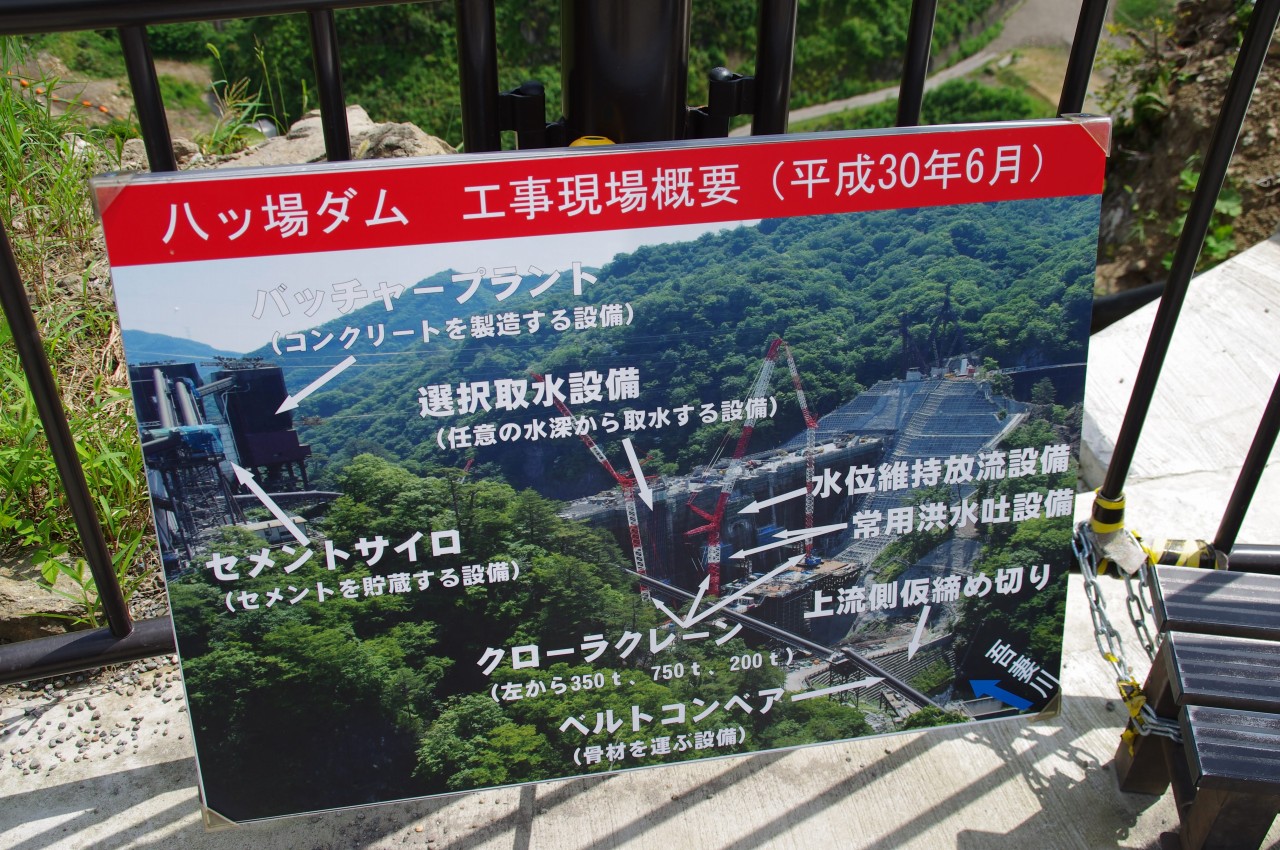 八ッ場ダム 工事現場概要（平成30年6月）
バッチャープラント
（コンクリートを製造する設備）
選択取水設備
（任意の水深から取水する設備）
水位維持放流設備
常用洪水吐設備
セメントサイロ
（セメントを貯蔵する設備）
上流側仮締め切り
クローラクレーン
（左から350ｔ、750ｔ、200ｔ）
吾妻川
ベルトコンベア
（骨材を運ぶ設備）